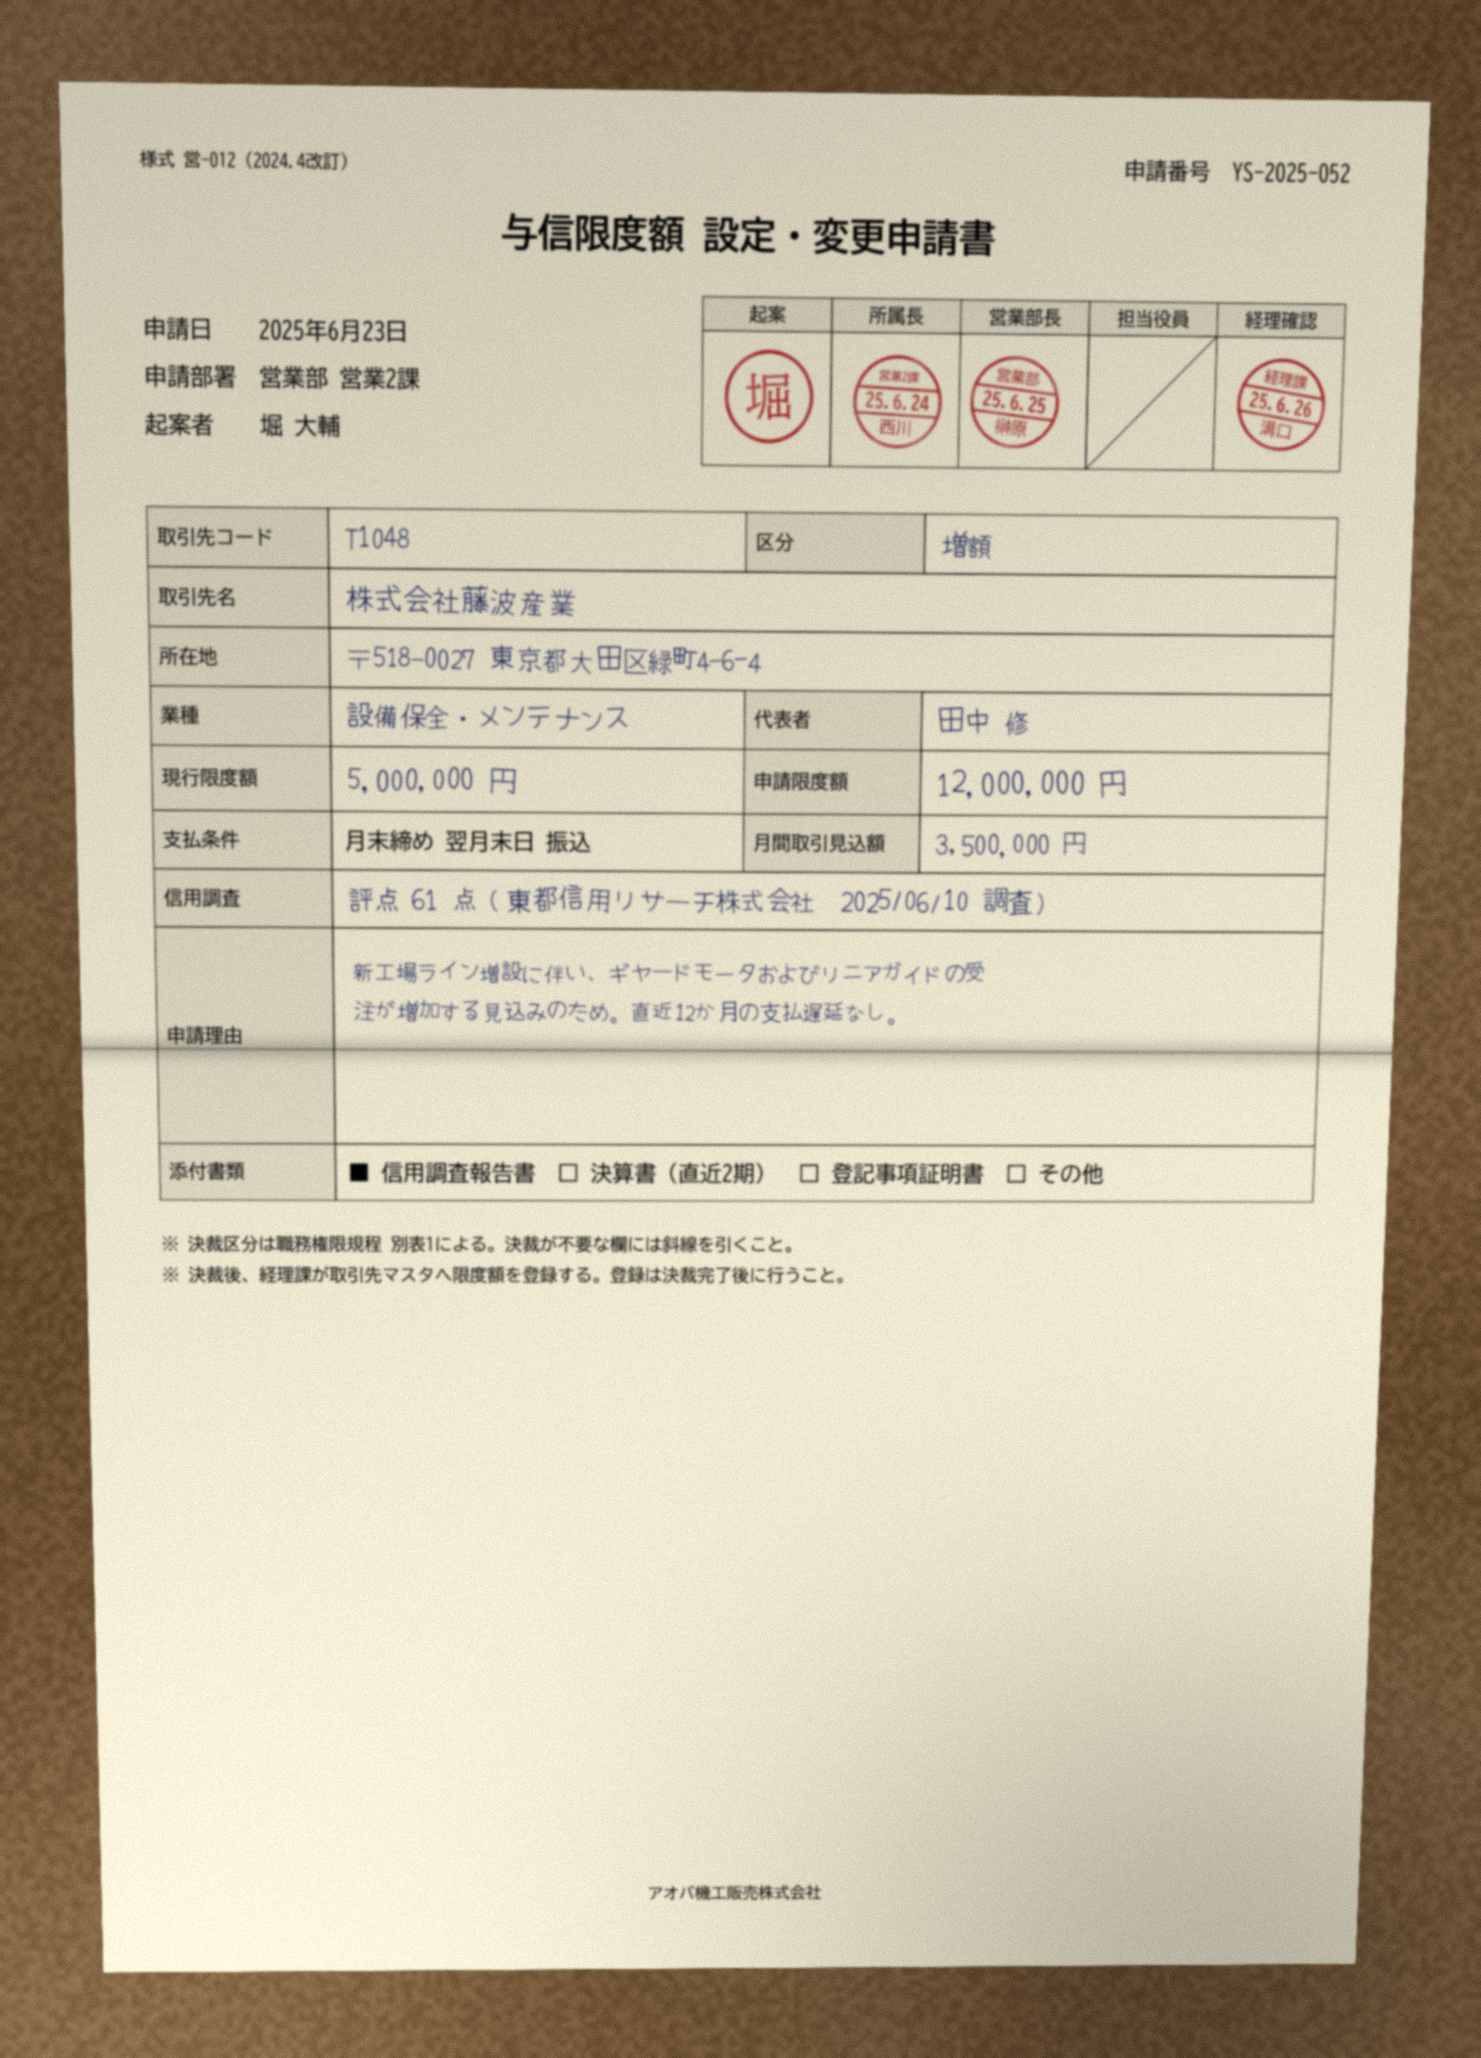 様式 営-012（2024.4改訂）
申請番号 YS-2025-052
与信限度額 設定・変更申請書
申請日 2025年6月23日
申請部署 営業部 営業2課
起案者 堀 大輔
起案 所属長 営業部長 担当役員 経理確認
堀
営業2課 25.6.24 西川
営業部 25.6.25 榊原
経理課 25.6.26 溝口
取引先コード T1048 区分 増額
取引先名 株式会社藤波産業
所在地 〒518-0027 東京都大田区緑町4-6-4
業種 設備保全・メンテナンス 代表者 田中 修
現行限度額 5,000,000 円 申請限度額 12,000,000 円
支払条件 月末締め 翌月末日 振込 月間取引見込額 3,500,000 円
信用調査 評点 61 点（東都信用リサーチ株式会社 2025/06/10 調査）
申請理由
新工場ライン増設に伴い、ギヤードモータおよびリニアガイドの受
注が増加する見込みのため。直近12か月の支払遅延なし。
添付書類 ■ 信用調査報告書 □ 決算書（直近2期） □ 登記事項証明書 □ その他
※ 決裁区分は職務権限規程 別表1による。決裁が不要な欄には斜線を引くこと。
※ 決裁後、経理課が取引先マスタへ限度額を登録する。登録は決裁完了後に行うこと。
アオバ機工販売株式会社